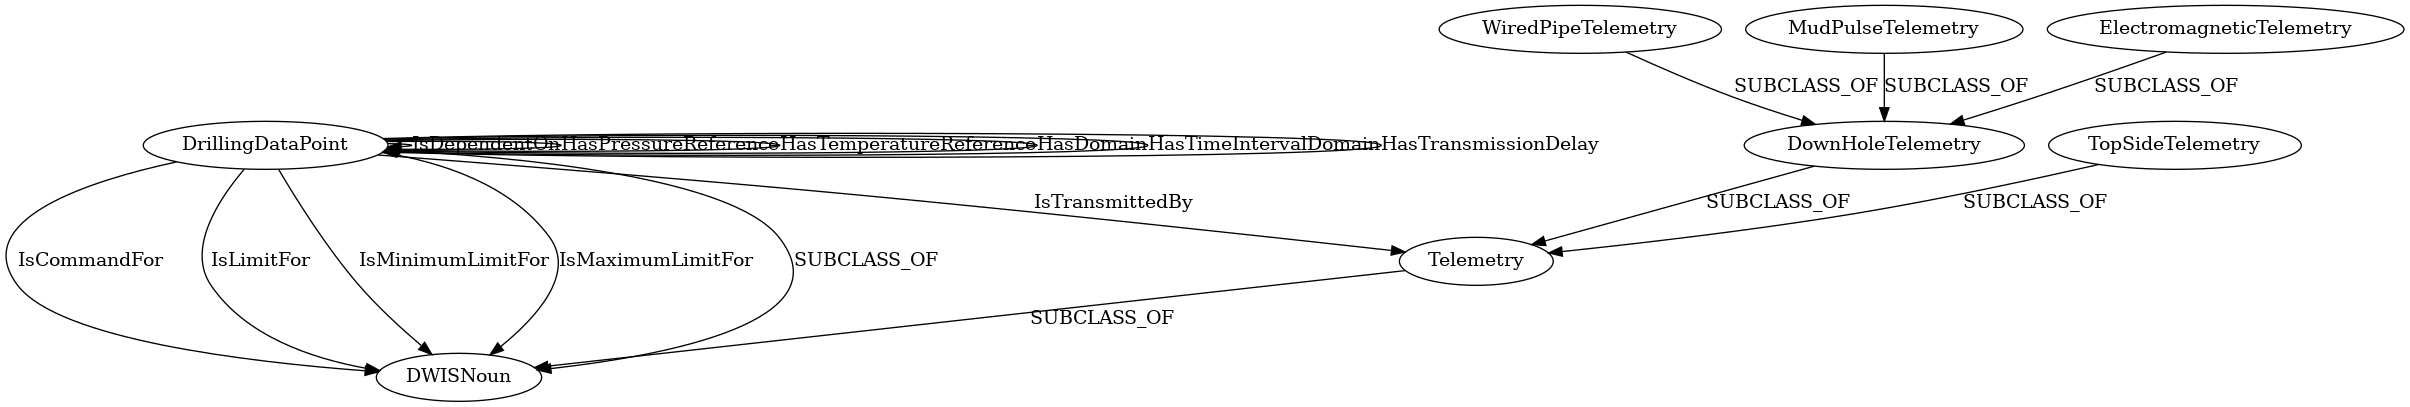 WiredPipeTelemetry
MudPulseTelemetry
ElectromagneticTelemetry
SUBCLASS_OF
SUBCLASS_OF
SUBCLASS_OF
DrillingDataPoint
IsDependentOn
HasPressureReference
HasTemperatureReference
HasDomain
HasTimeIntervalDomain
HasTransmissionDelay
DownHoleTelemetry
TopSideTelemetry
IsTransmittedBy
SUBCLASS_OF
SUBCLASS_OF
IsCommandFor
IsLimitFor
IsMinimumLimitFor
IsMaximumLimitFor
SUBCLASS_OF
Telemetry
SUBCLASS_OF
DWISNoun